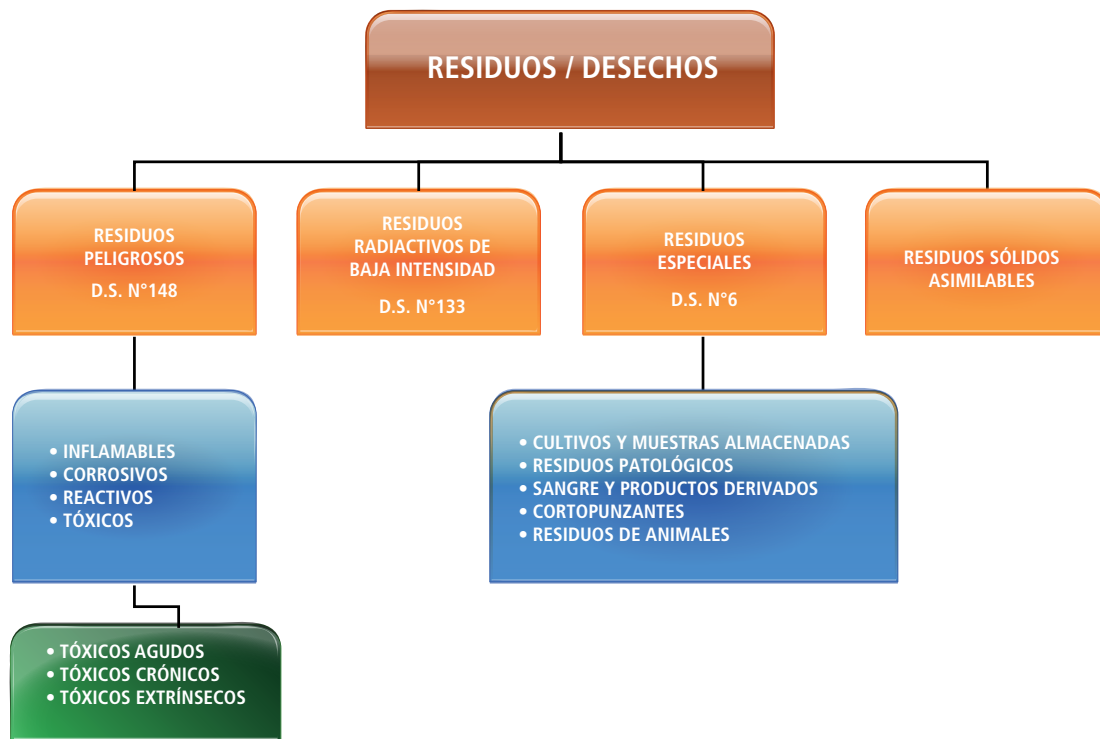 RESIDUOS / DESECHOS
RESIDUOS
PELIGROSOS
D.S. N°148
RESIDUOS
RADIACTIVOS DE
BAJA INTENSIDAD
D.S. N°133
RESIDUOS
ESPECIALES
D.S. N°6
RESIDUOS SÓLIDOS
ASIMILABLES
• INFLAMABLES
• CORROSIVOS
• REACTIVOS
• TÓXICOS
• CULTIVOS Y MUESTRAS ALMACENADAS
• RESIDUOS PATOLÓGICOS
• SANGRE Y PRODUCTOS DERIVADOS
• CORTOPUNZANTES
• RESIDUOS DE ANIMALES
• TÓXICOS AGUDOS
• TÓXICOS CRÓNICOS
• TÓXICOS EXTRÍNSECOS